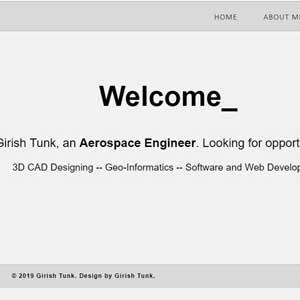 HOME ABOUT M
Welcome_
Girish Tunk, an Aerospace Engineer. Looking for opport
3D CAD Designing -- Geo-Informatics -- Software and Web Develop
© 2019 Girish Tunk. Design by Girish Tunk.